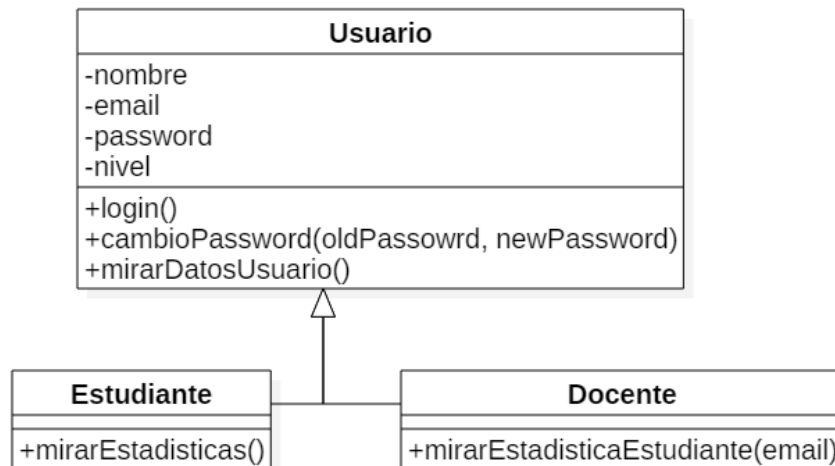 Usuario
-nombre
-email
-password
-nivel
+login()
+cambioPassword(oldPassowrd, newPassword)
+mirarDatosUsuario()
Estudiante
+mirarEstadisticas()
Docente
+mirarEstadisticaEstudiante(email)